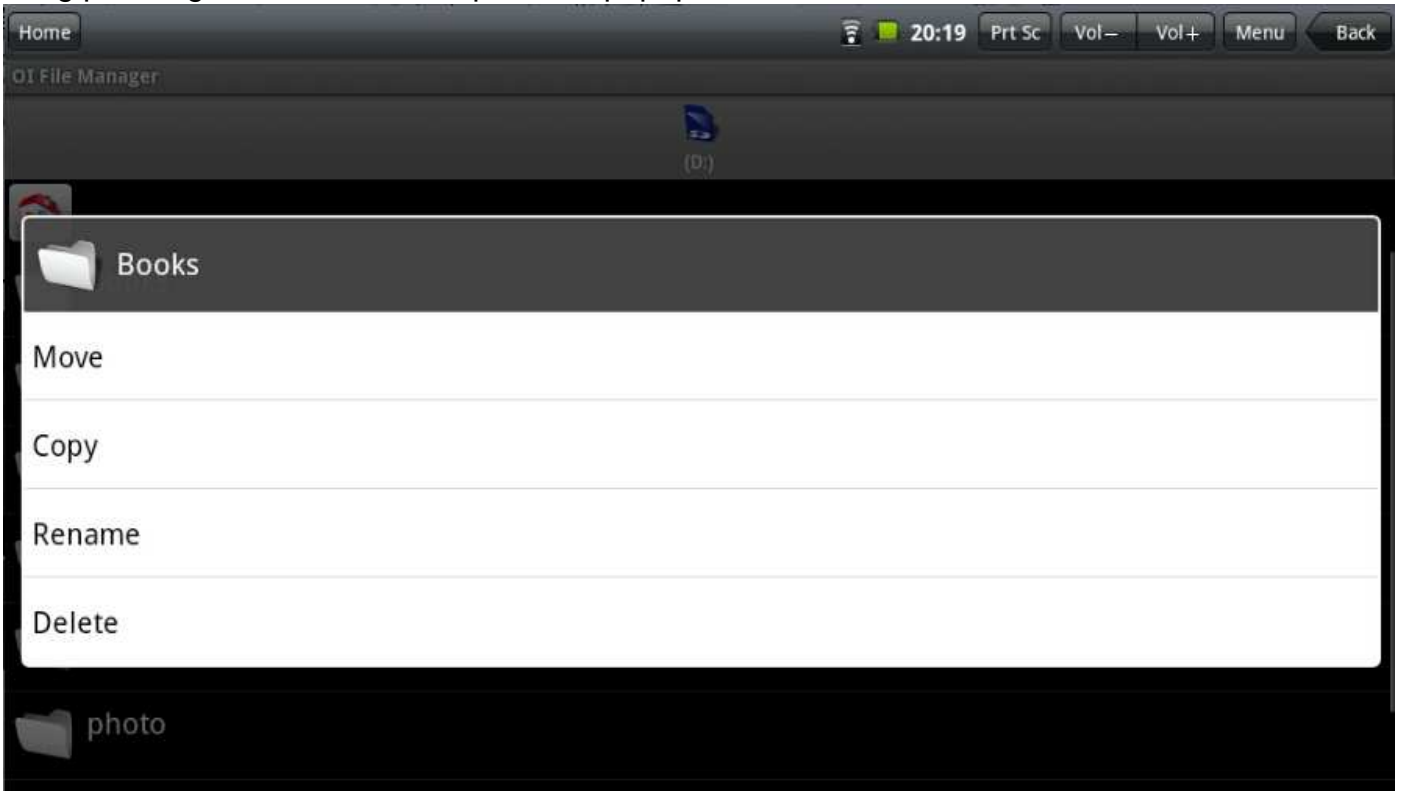 Home 20:19 Prt Sc Vol- Vol+ Menu Back
OI File Manager
(D:)
Books
Move
Copy
Rename
Delete
photo